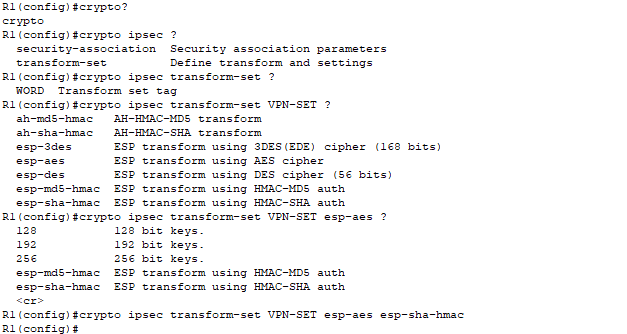 R1(config)#crypto?
crypto
R1(config)#crypto ipsec ?
  security-association  Security association parameters
  transform-set         Define transform and settings
R1(config)#crypto ipsec transform-set ?
  WORD  Transform set tag
R1(config)#crypto ipsec transform-set VPN-SET ?
  ah-md5-hmac   AH-HMAC-MD5 transform
  ah-sha-hmac   AH-HMAC-SHA transform
  esp-3des      ESP transform using 3DES(EDE) cipher (168 bits)
  esp-aes       ESP transform using AES cipher
  esp-des       ESP transform using DES cipher (56 bits)
  esp-md5-hmac  ESP transform using HMAC-MD5 auth
  esp-sha-hmac  ESP transform using HMAC-SHA auth
R1(config)#crypto ipsec transform-set VPN-SET esp-aes ?
  128           128 bit keys.
  192           192 bit keys.
  256           256 bit keys.
  esp-md5-hmac  ESP transform using HMAC-MD5 auth
  esp-sha-hmac  ESP transform using HMAC-SHA auth
  <cr>
R1(config)#crypto ipsec transform-set VPN-SET esp-aes esp-sha-hmac
R1(config)#